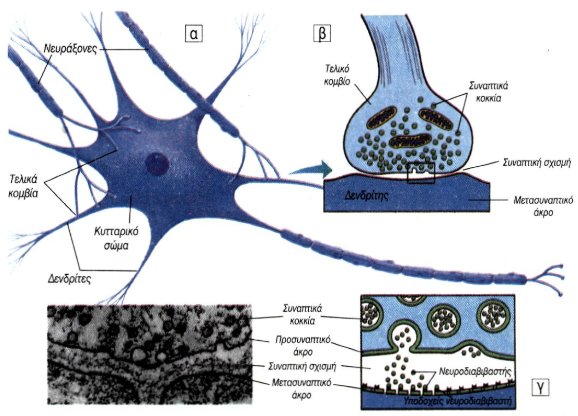 Νευράξονες
α
β
Τελικό
κομβίο
Συναπτικά
κοκκία
Συναπτική σχισμή
Δενδρίτης
Μετασυναπτικό
άκρο
Τελικά
κομβία
Κυτταρικό
σώμα
Δενδρίτες
Συναπτικά
κοκκία
Προσυναπτικό
άκρο
Συναπτική σχισμή
Μετασυναπτικό
άκρο
Νευροδιαβιβαστής
Υποδοχείς νευροδιαβιβαστή
γ